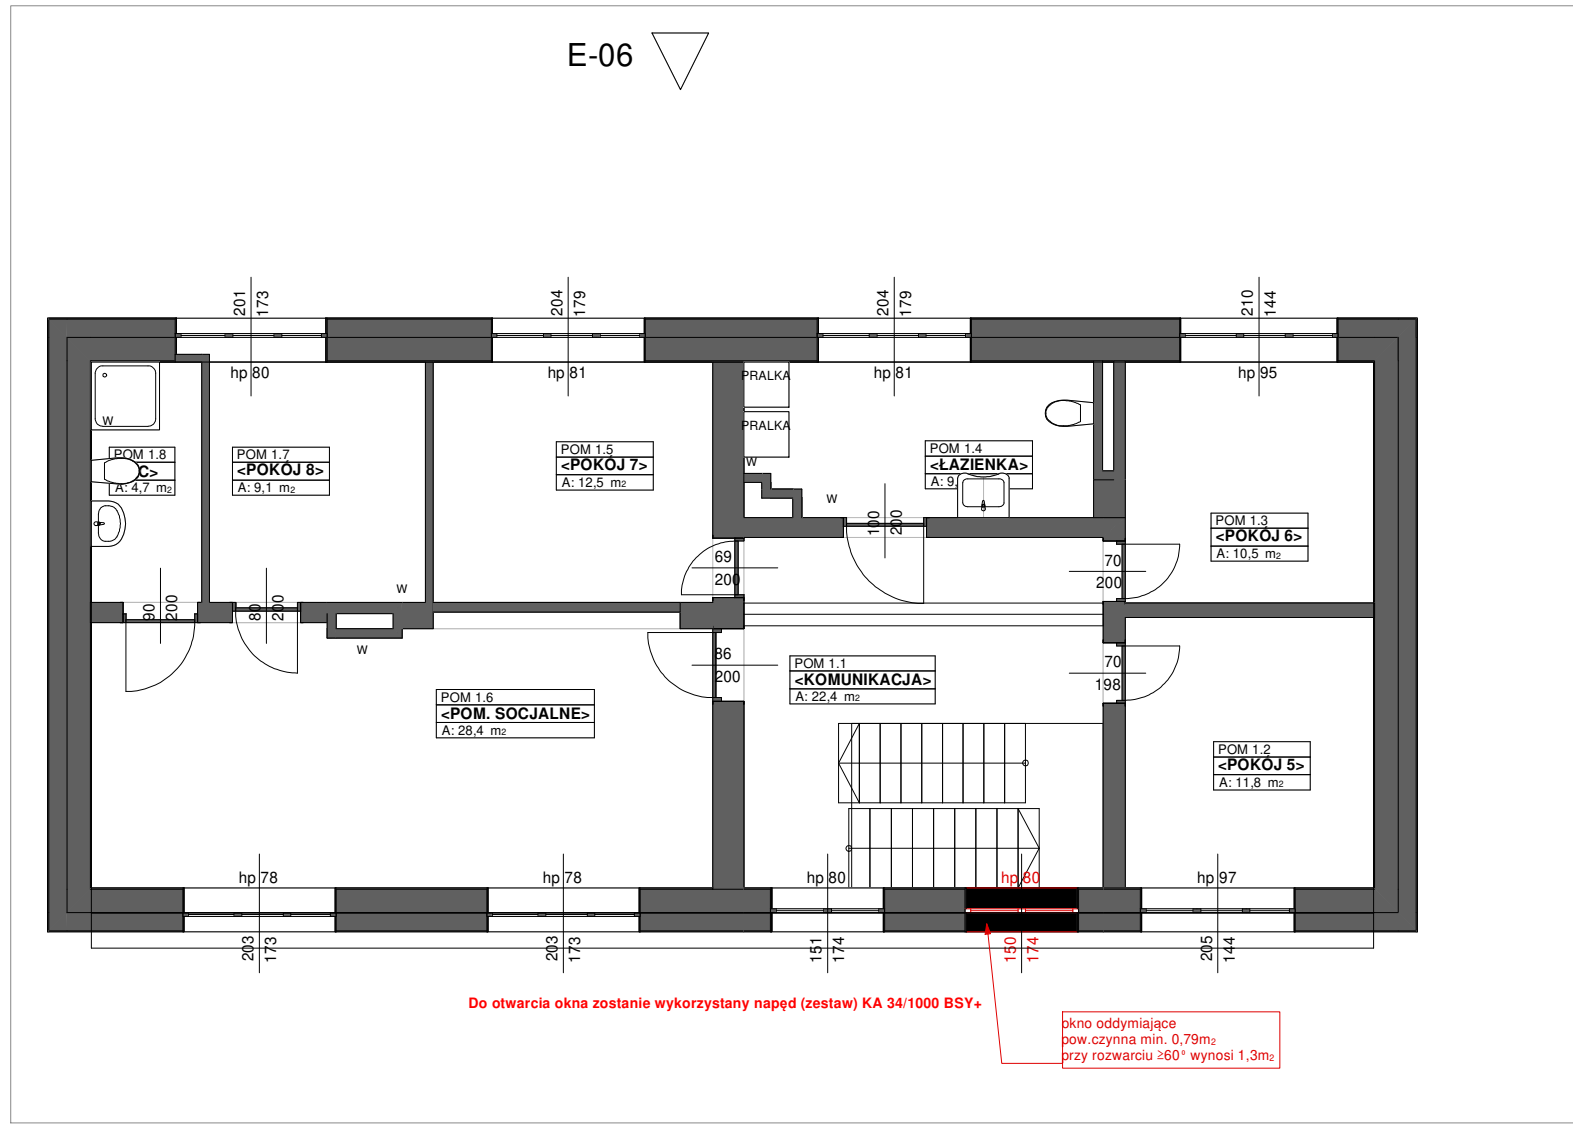 E-06
201
173
204
179
204
179
210
144
hp 80
hp 81
hp 81
hp 95
PRALKA
PRALKA
W
W
W
W
W
POM 1.8
C>
A: 4,7 m2
POM 1.7
<POKÓJ 8>
A: 9,1 m2
POM 1.5
<POKÓJ 7>
A: 12,5 m2
POM 1.4
<ŁAZIENKA>
A: 9,
POM 1.3
<POKÓJ 6>
A: 10,5 m2
100
200
69
200
70
200
90
200
80
200
86
200
70
198
POM 1.1
<KOMUNIKACJA>
A: 22,4 m2
POM 1.6
<POM. SOCJALNE>
A: 28,4 m2
POM 1.2
<POKÓJ 5>
A: 11,8 m2
hp 78
hp 78
hp 80
hp 80
hp 97
203
173
203
173
151
174
150
174
205
144
Do otwarcia okna zostanie wykorzystany napęd (zestaw) KA 34/1000 BSY+
okno oddymiające
pow.czynna min. 0,79m2
przy rozwarciu ≥60° wynosi 1,3m2